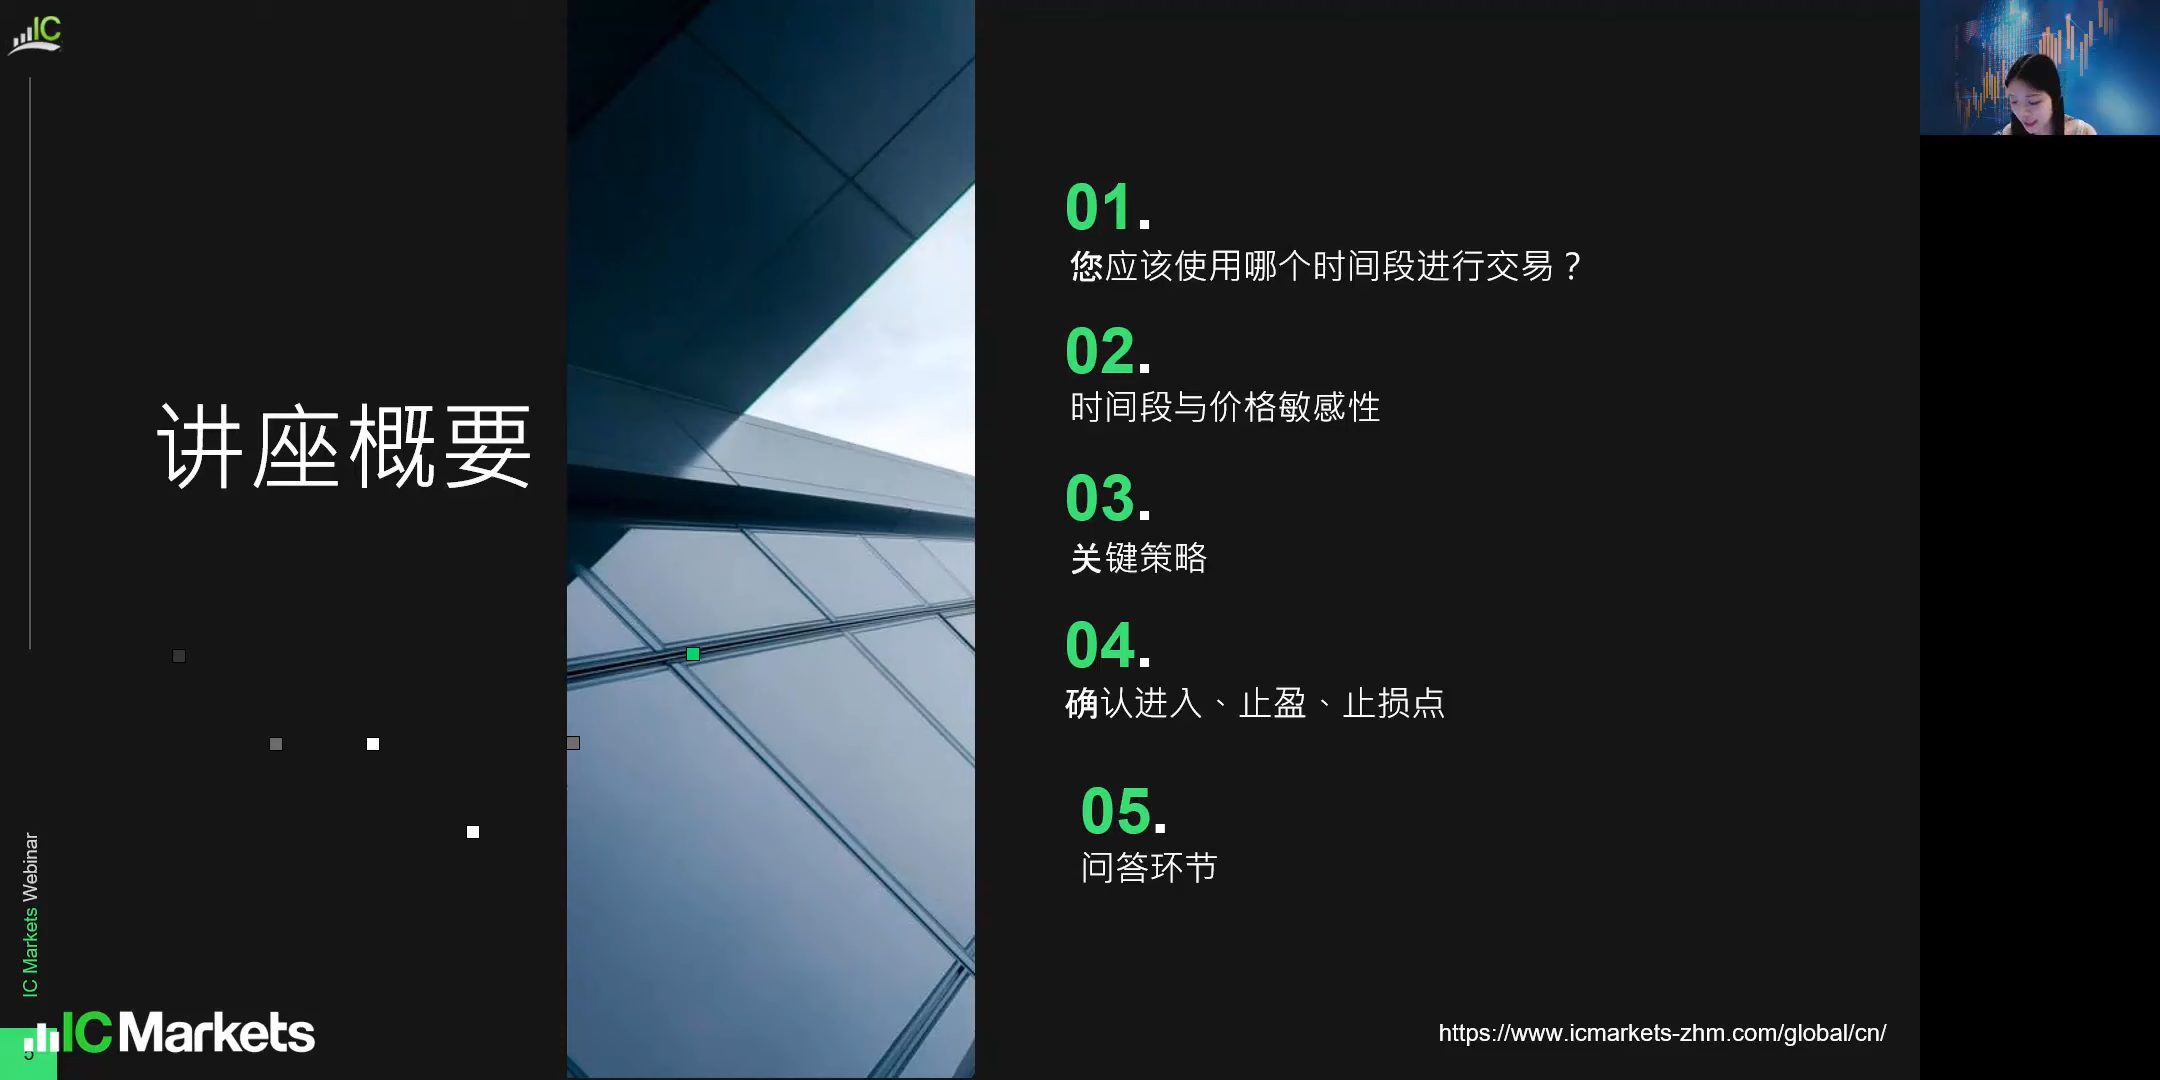 IC
讲座概要
01.
您应该使用哪个时间段进行交易？
02.
时间段与价格敏感性
03.
关键策略
04.
确认进入、止盈、止损点
05.
问答环节
IC Markets Webinar
5
IC Markets
https://www.icmarkets-zhm.com/global/cn/